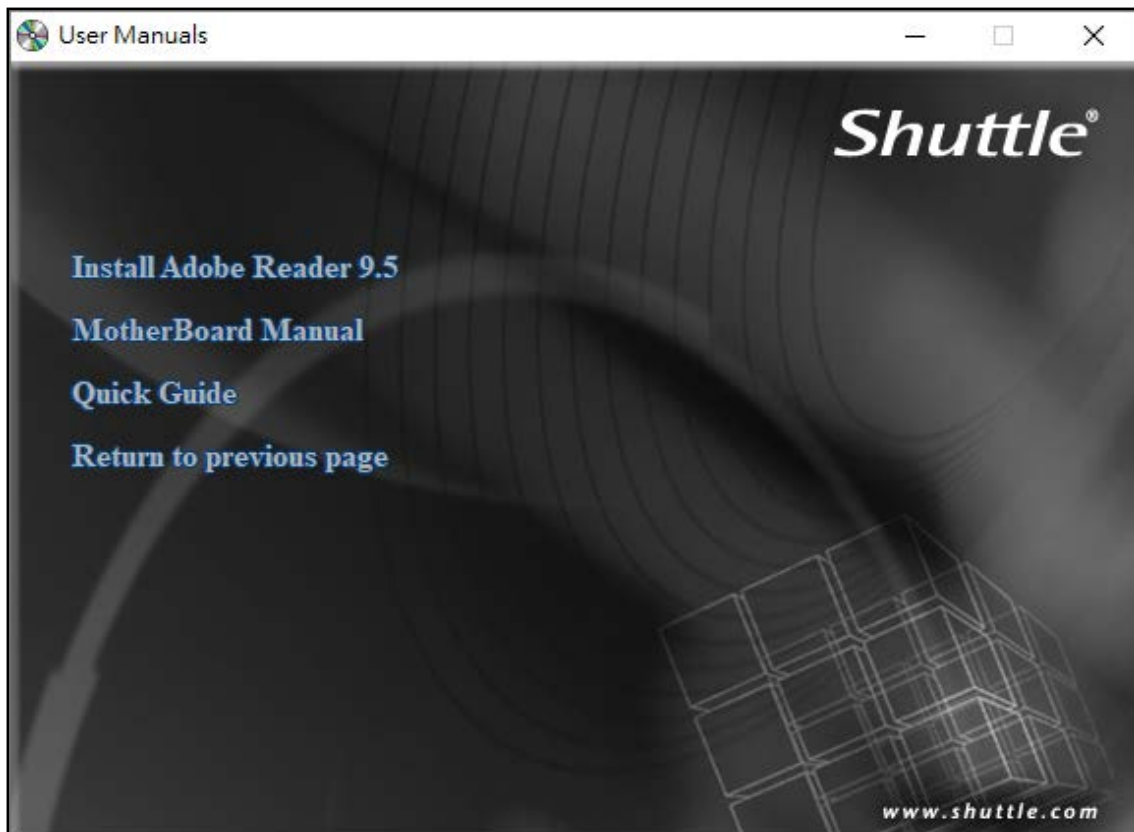 User Manuals
Shuttle®
Install Adobe Reader 9.5
MotherBoard Manual
Quick Guide
Return to previous page
www.shuttle.com